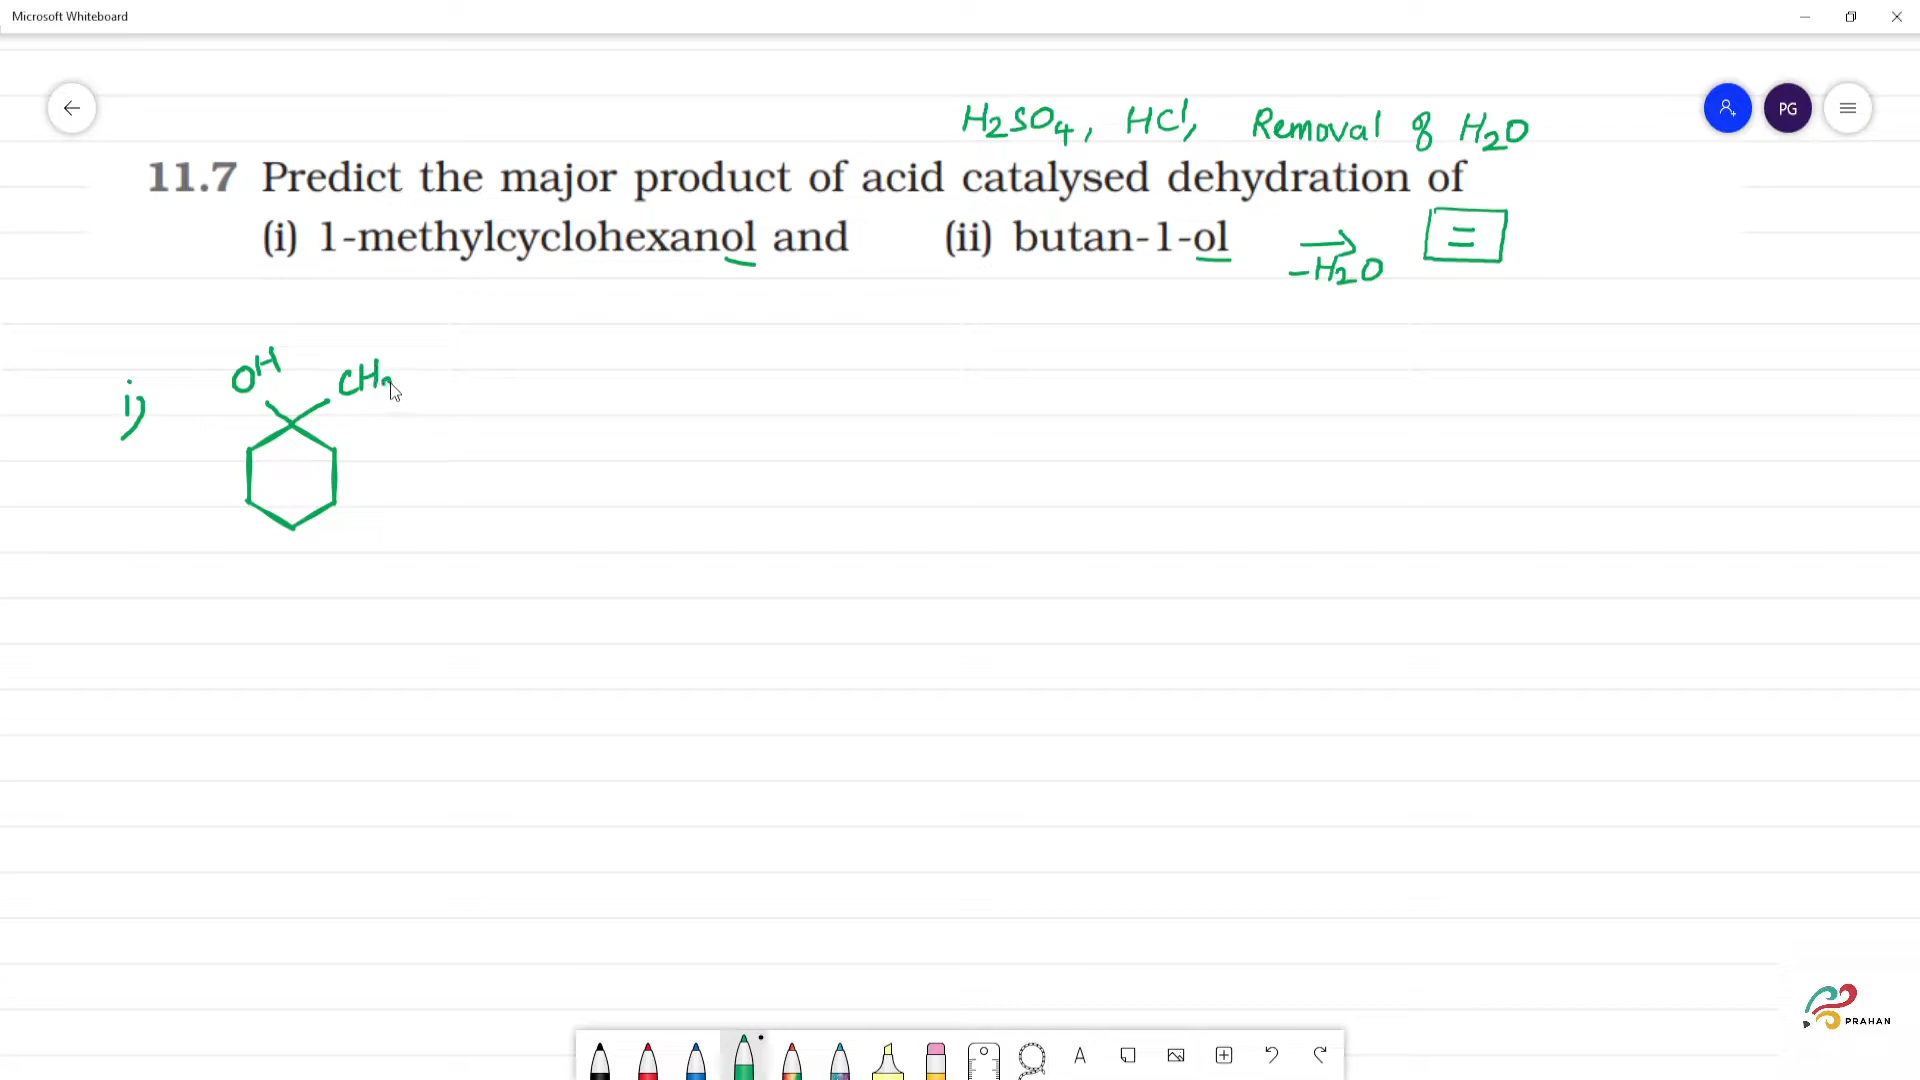 Microsoft Whiteboard
H₂SO₄, HCl, Removal of H₂O
PG
11.7 Predict the major product of acid catalysed dehydration of
(i) 1-methylcyclohexanol and (ii) butan-1-ol → =
-H₂O
i)
OH CH₃
A
PRAHAN